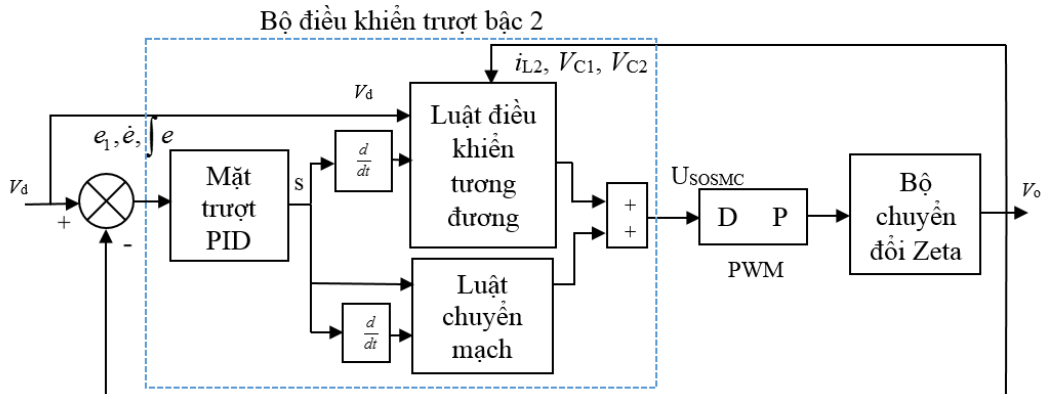 Bộ điều khiển trượt bậc 2
iL2, VC1, VC2
Vd
Luật điều
khiển
tương
đương
e1, ė, ∫ e
d/dt
Vd
+
-
Mặt
trượt
PID
s
+
+
USOSMC
D P
PWM
Bộ
chuyển
đổi Zeta
Vo
Luật
chuyển
mạch
d/dt